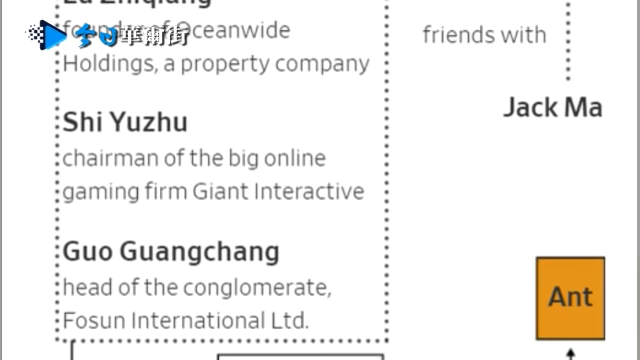 Lu Zhiqiang
founder of Oceanwide
Holdings, a property company
friends with
Jack Ma
Shi Yuzhu
chairman of the big online
gaming firm Giant Interactive
Guo Guangchang
head of the conglomerate,
Fosun International Ltd.
Ant
華爾街